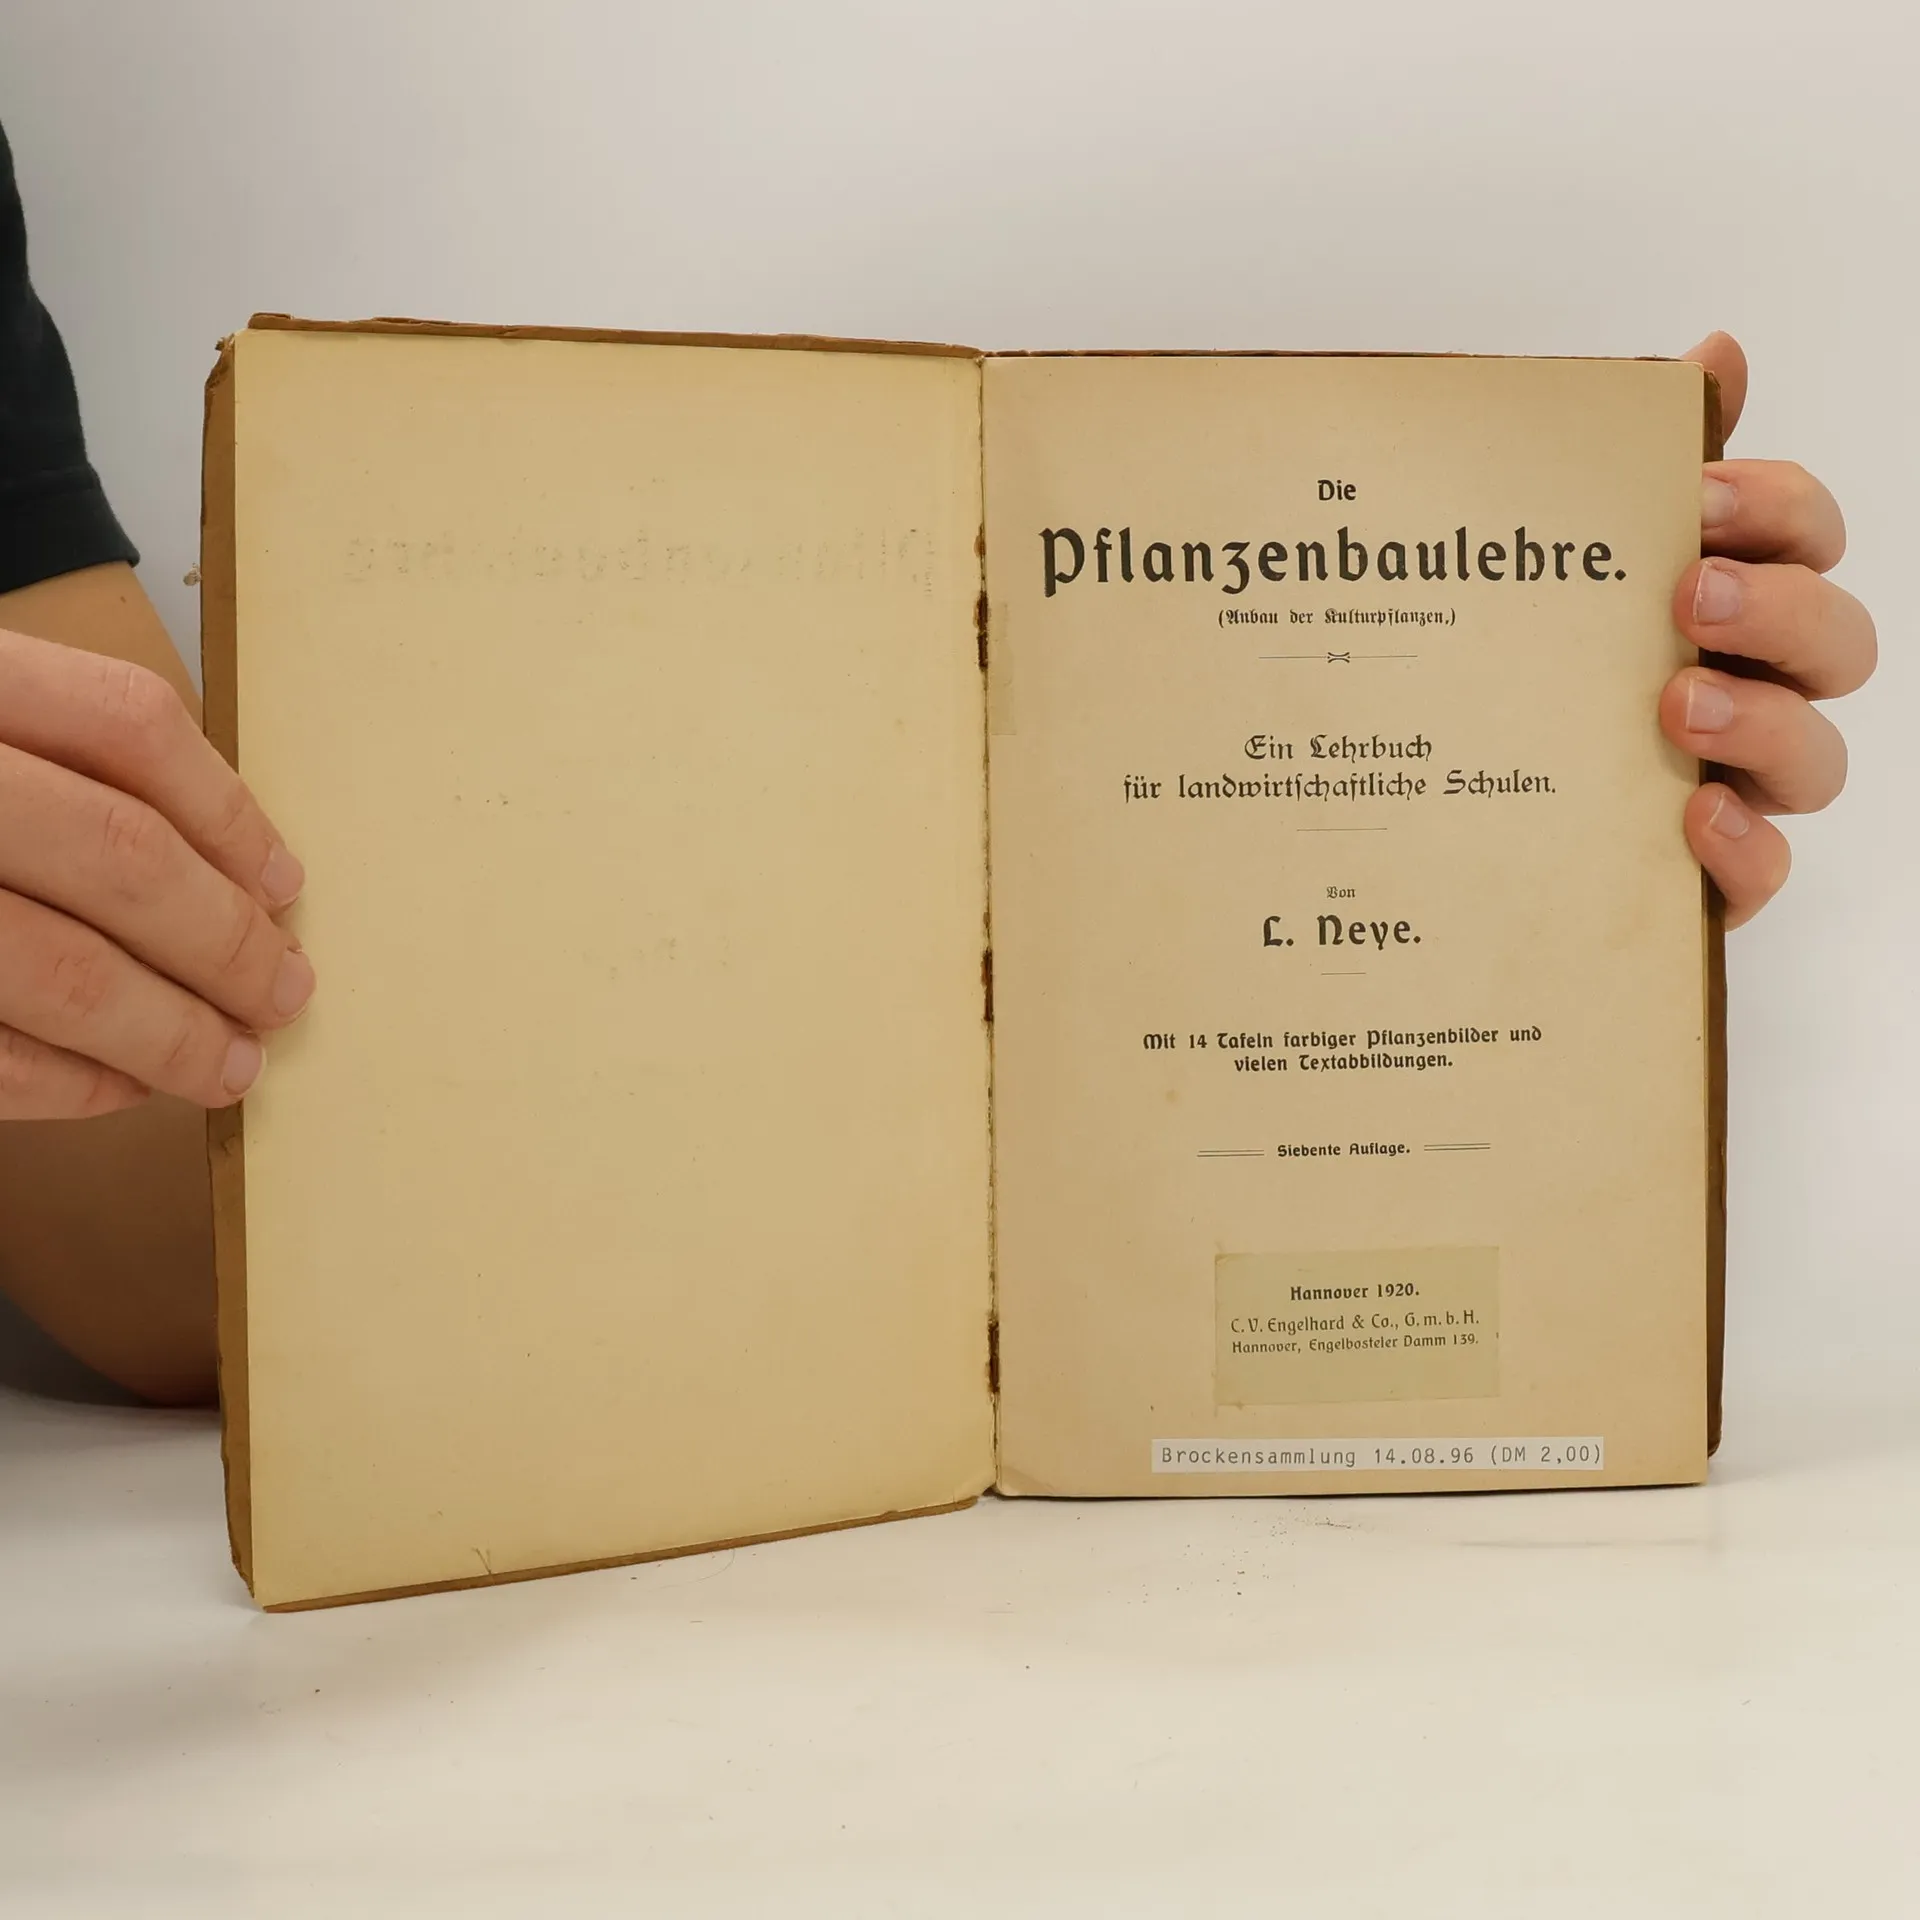 Die
Pflanzenbaulehre.
(Anbau der Kulturpflanzen.)
Ein Lehrbuch
für landwirtſchaftliche Schulen.
Von
L. Neye.
Mit 14 Tafeln farbiger Pflanzenbilder und
vielen Textabbildungen.
Siebente Auflage.
Hannover 1920.
C. V. Engelhard & Co., G. m. b. H.
Hannover, Engelbosteler Damm 139.
Brockensammlung 14.08.96 (DM 2,00)